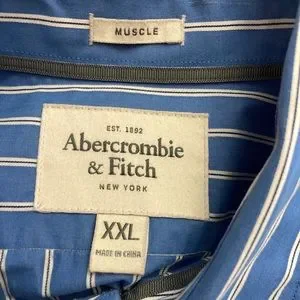 MUSCLE
EST. 1892
Abercrombie
& Fitch
NEW YORK
XXL
MADE IN CHINA